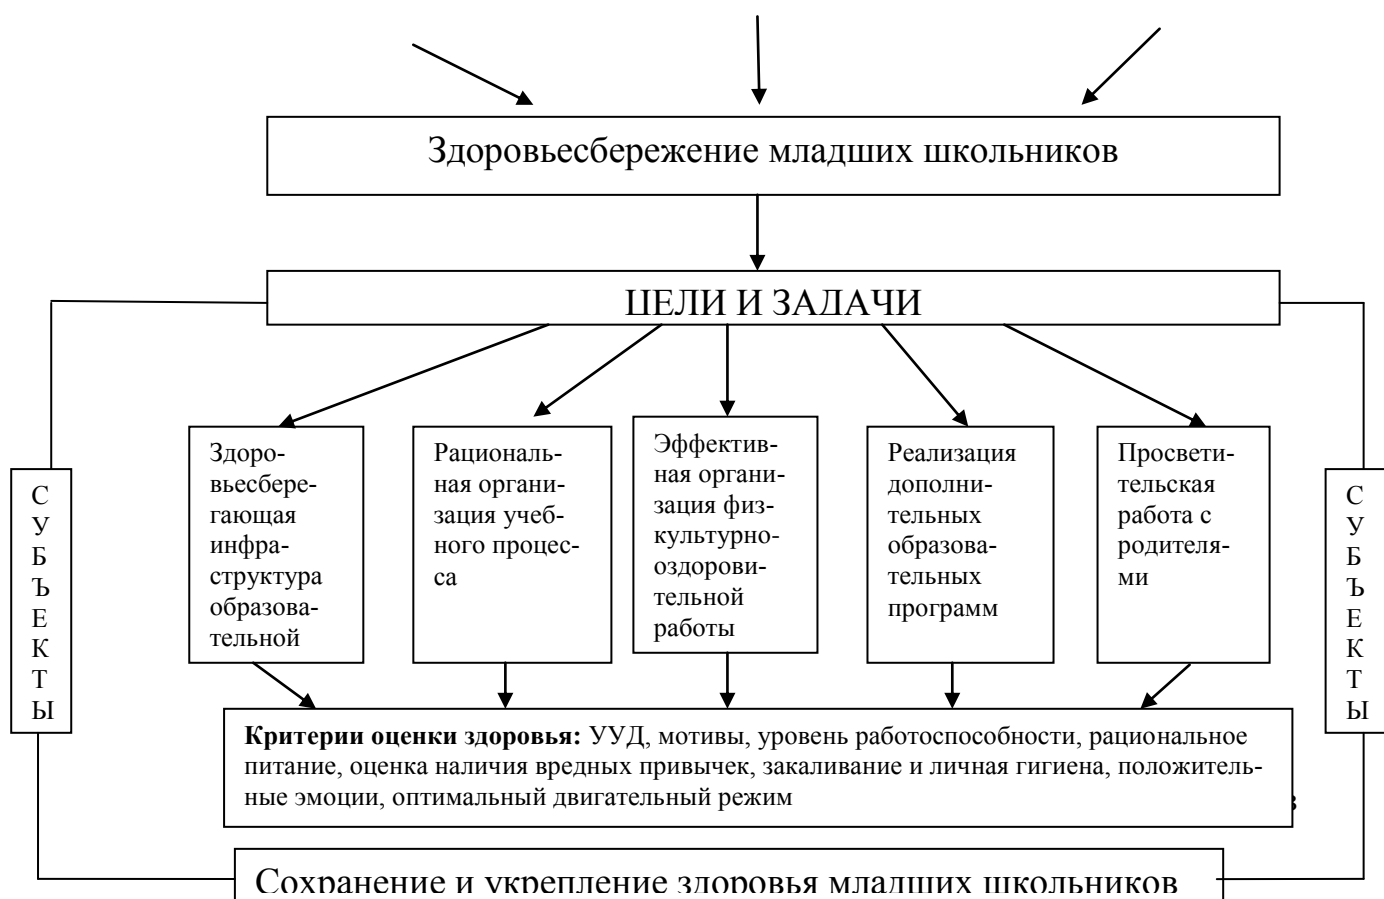 Здоровьесбережение младших школьников
ЦЕЛИ И ЗАДАЧИ
С
У
Б
Ъ
Е
К
Т
Ы
Здоро-
вьесбере-
гающая
инфра-
структура
образова-
тельной
Рациональ-
ная органи-
зация учеб-
ного процес-
са
Эффектив-
ная органи-
зация физ-
культурно-
оздорови-
тельной
работы
Реализация
дополни-
тельных
образова-
тельных
программ
Просвети-
тельская
работа с
родителя-
ми
С
У
Б
Ъ
Е
К
Т
Ы
Критерии оценки здоровья: УУД, мотивы, уровень работоспособности, рациональное
питание, оценка наличия вредных привычек, закаливание и личная гигиена, положитель-
ные эмоции, оптимальный двигательный режим
Сохранение и укрепление здоровья младших школьников